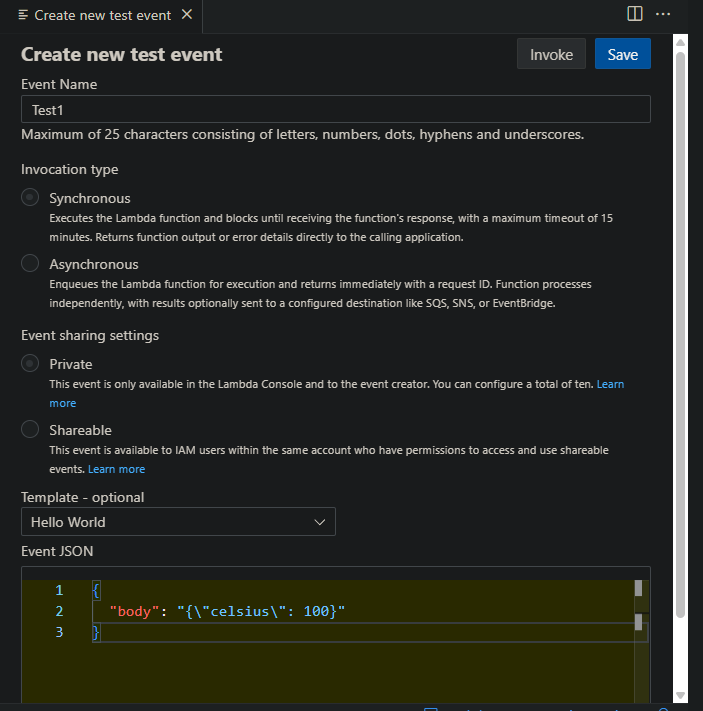 Create new test event
Create new test event
Invoke
Save
Event Name
Test1
Maximum of 25 characters consisting of letters, numbers, dots, hyphens and underscores.
Invocation type
Synchronous
Executes the Lambda function and blocks until receiving the function's response, with a maximum timeout of 15
minutes. Returns function output or error details directly to the calling application.
Asynchronous
Enqueues the Lambda function for execution and returns immediately with a request ID. Function processes
independently, with results optionally sent to a configured destination like SQS, SNS, or EventBridge.
Event sharing settings
Private
This event is only available in the Lambda Console and to the event creator. You can configure a total of ten. Learn
more
Shareable
This event is available to IAM users within the same account who have permissions to access and use shareable
events. Learn more
Template - optional
Hello World
Event JSON
1 {
2 "body": "{\"celsius\": 100}"
3 }